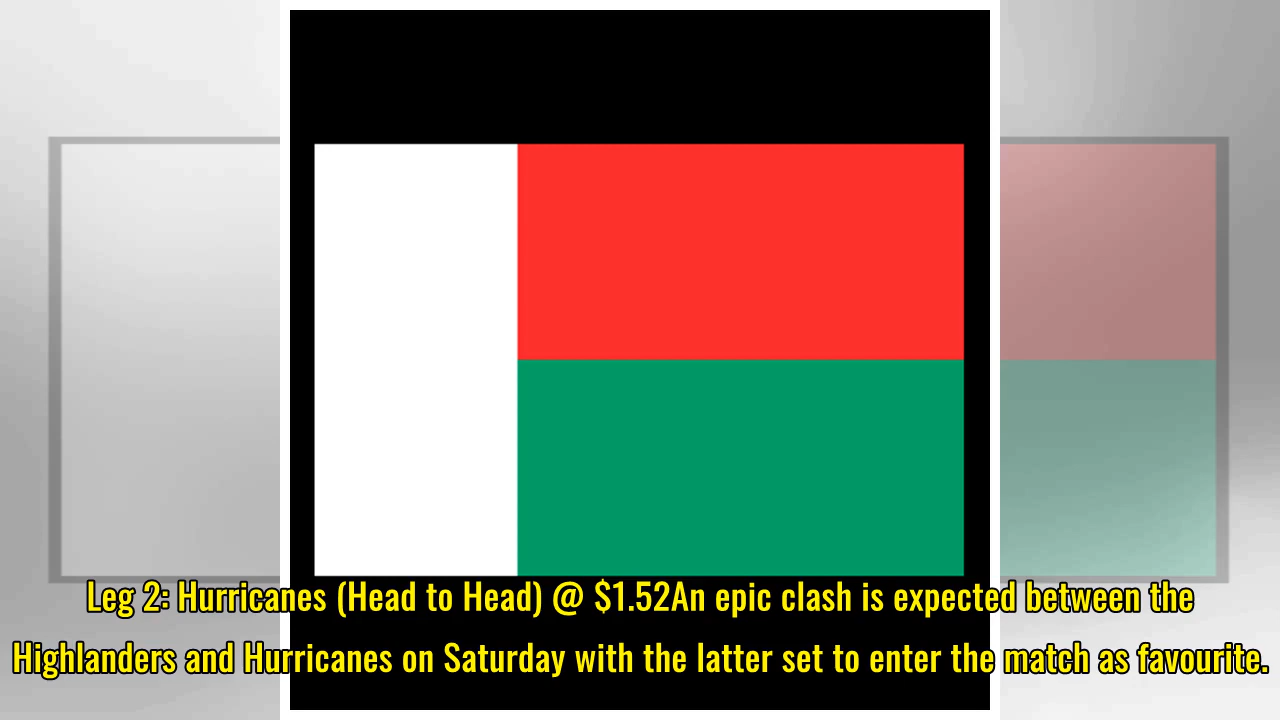 Leg 2: Hurricanes (Head to Head) @ $1.52An epic clash is expected between the
Highlanders and Hurricanes on Saturday with the latter set to enter the match as favourite.